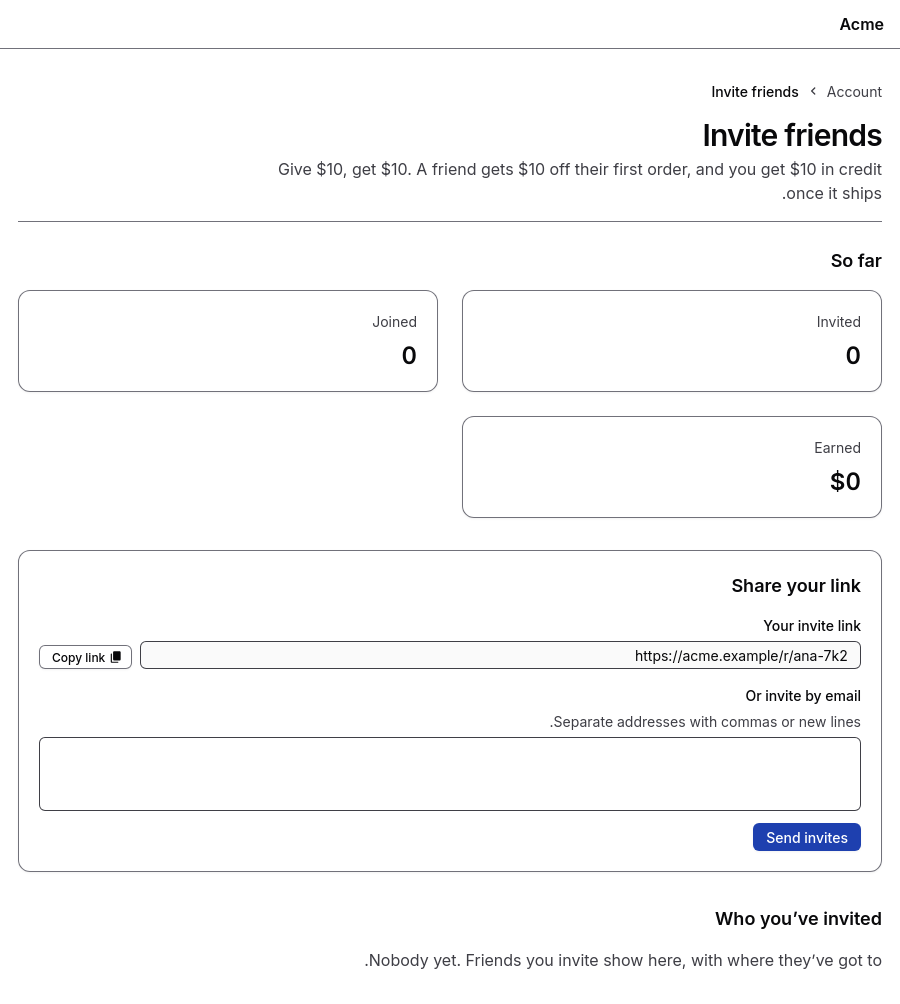 Acme
Account
Invite friends
Invite friends
Give $10, get $10. A friend gets $10 off their first order, and you get $10 in credit
once it ships.
So far
Invited
0
Joined
0
Earned
$0
Share your link
Your invite link
https://acme.example/r/ana-7k2
Copy link
Or invite by email
Separate addresses with commas or new lines.
Send invites
Who you’ve invited
Nobody yet. Friends you invite show here, with where they’ve got to.